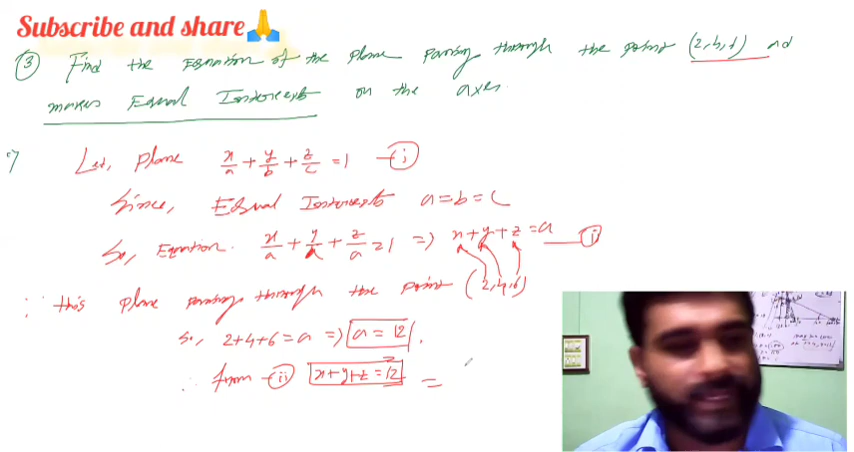 Subscribe and share🙏
③ Find the Equation of the plane passing through the point (2,4,6) and
makes Equal Intercepts on the axes.
=> Let, plane x/a + y/b + z/c = 1 —(i)
Since, Equal Intercepts a=b=c
So, Equation. x/a + y/a + z/a = 1 => x+y+z=a —(ii)
∵ this plane passing through the point (2,4,6)
So, 2+4+6=a => a = 12.
∴ from —(ii) x+y+z=12 =